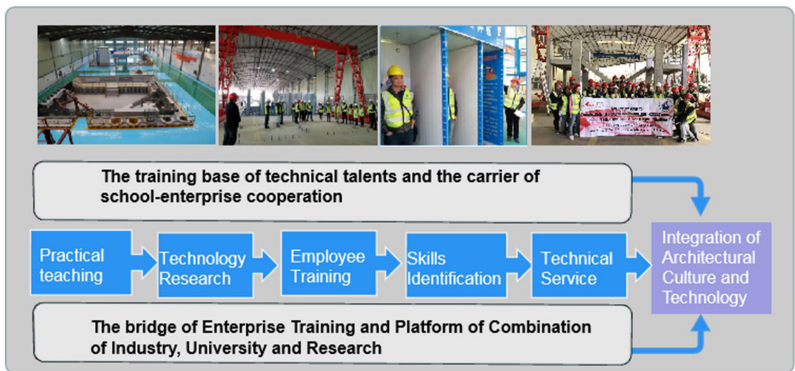 The training base of technical talents and the carrier of
school-enterprise cooperation
Practical
teaching
Technology
Research
Employee
Training
Skills
Identification
Technical
Service
Integration of
Architectural
Culture and
Technology
The bridge of Enterprise Training and Platform of Combination
of Industry, University and Research